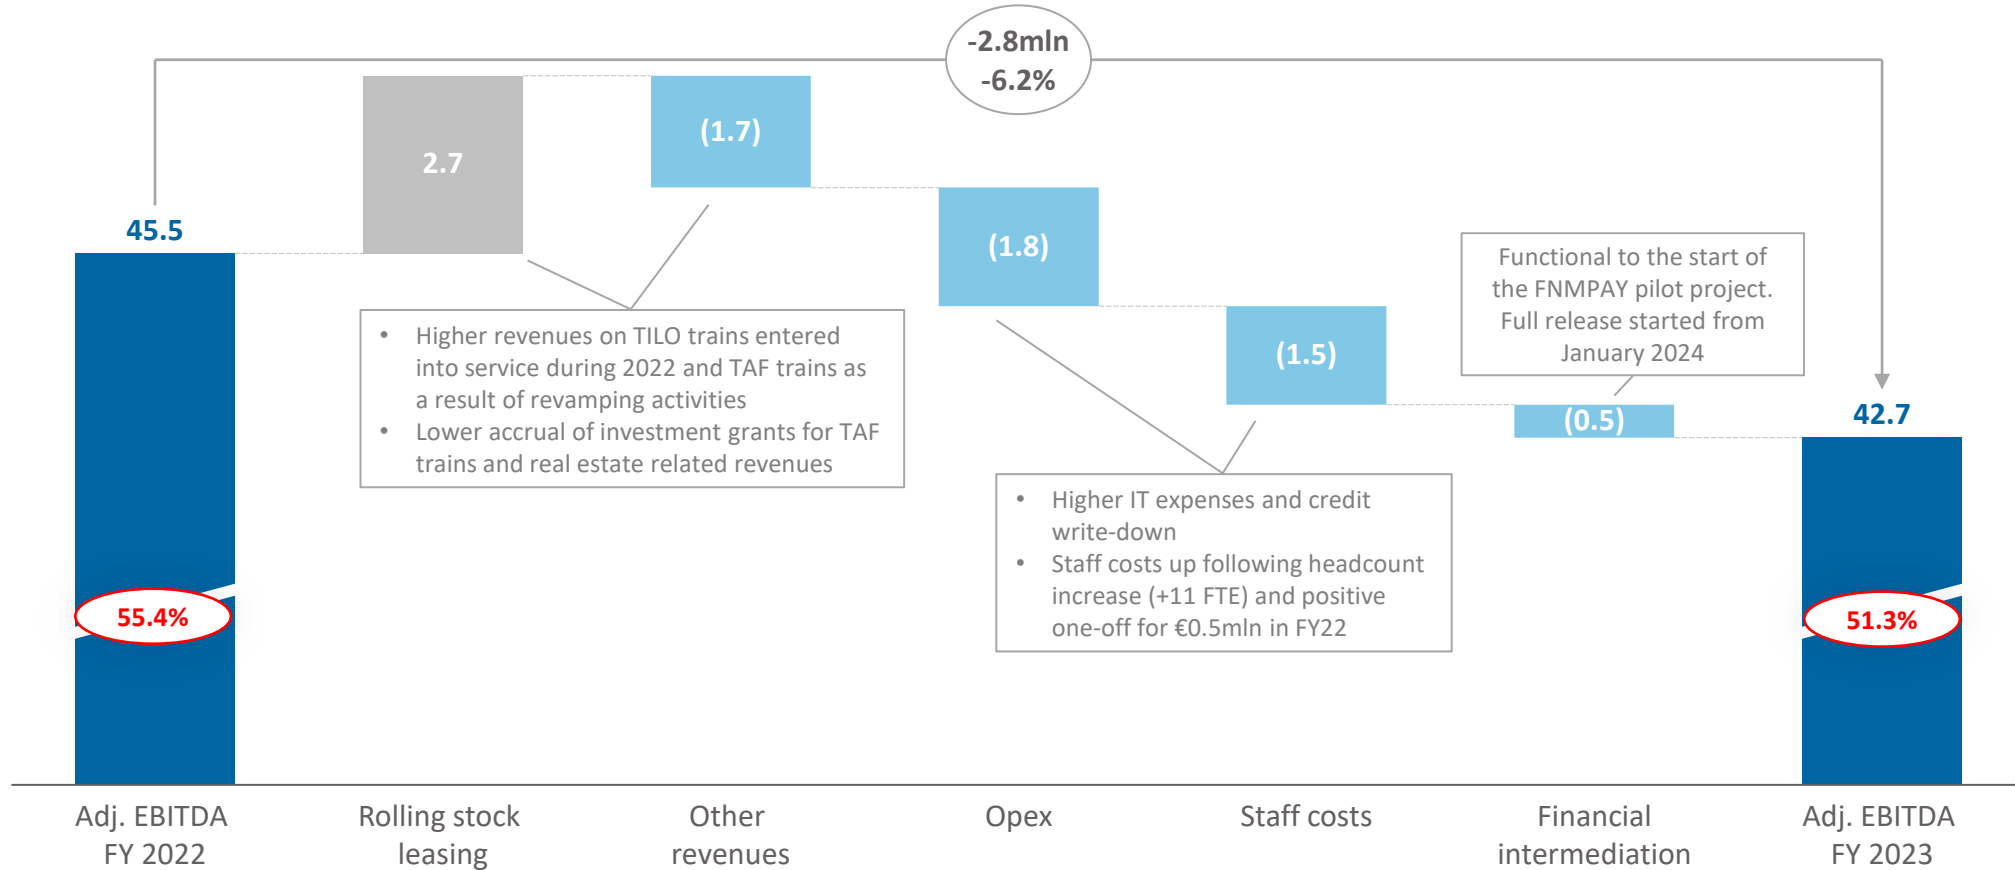 -2.8mln
-6.2%
45.5
2.7
(1.7)
(1.8)
(1.5)
(0.5)
42.7
• Higher revenues on TILO trains entered
into service during 2022 and TAF trains as
a result of revamping activities
• Lower accrual of investment grants for TAF
trains and real estate related revenues
Functional to the start of
the FNMPAY pilot project.
Full release started from
January 2024
• Higher IT expenses and credit
write-down
• Staff costs up following headcount
increase (+11 FTE) and positive
one-off for €0.5mln in FY22
55.4%
51.3%
Adj. EBITDA
FY 2022
Rolling stock
leasing
Other
revenues
Opex
Staff costs
Financial
intermediation
Adj. EBITDA
FY 2023